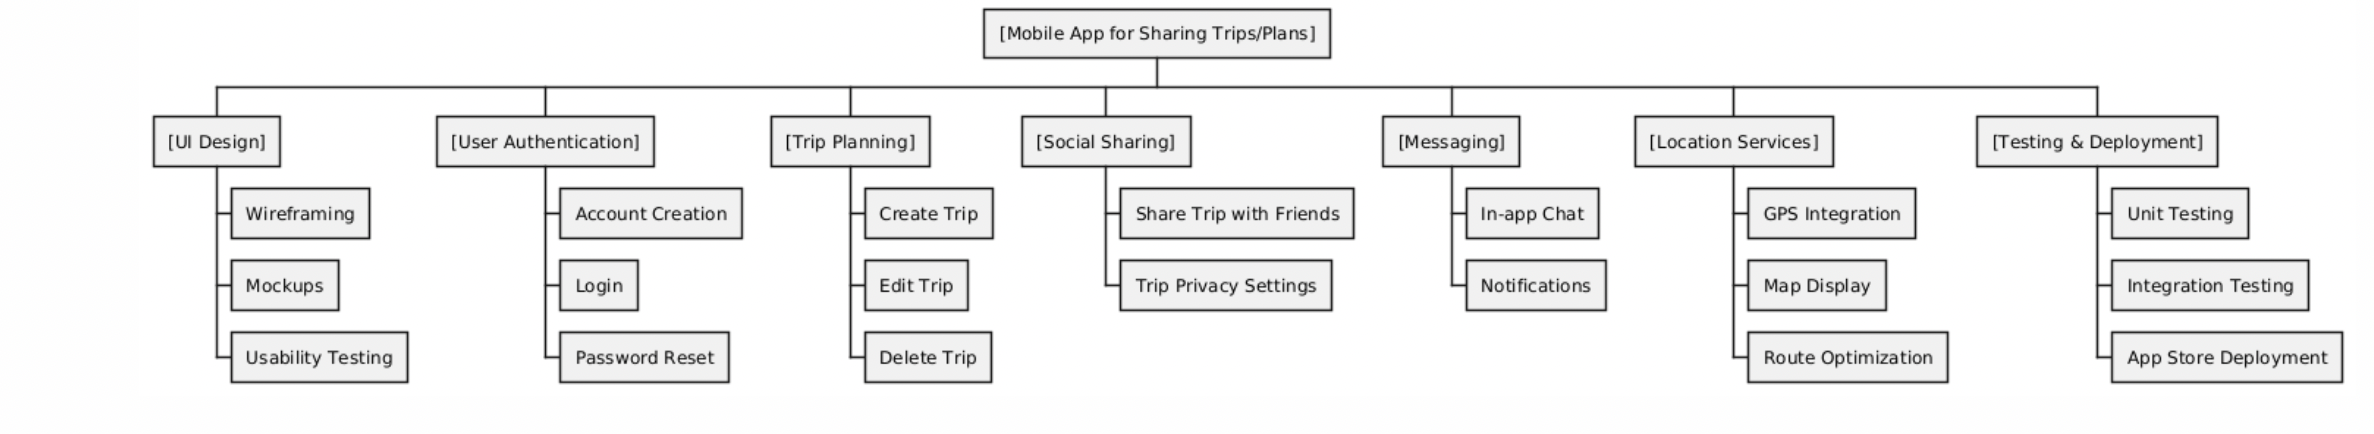 [Mobile App for Sharing Trips/Plans]
[UI Design]
Wireframing
Mockups
Usability Testing
[User Authentication]
Account Creation
Login
Password Reset
[Trip Planning]
Create Trip
Edit Trip
Delete Trip
[Social Sharing]
Share Trip with Friends
Trip Privacy Settings
[Messaging]
In-app Chat
Notifications
[Location Services]
GPS Integration
Map Display
Route Optimization
[Testing & Deployment]
Unit Testing
Integration Testing
App Store Deployment